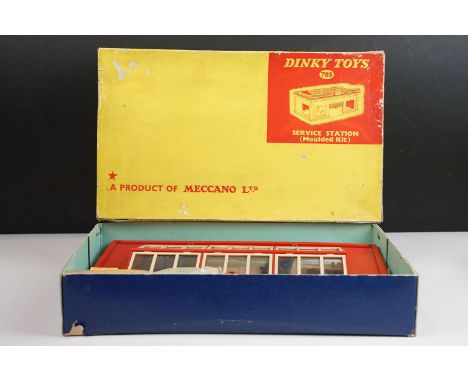 DINKY TOYS
785
SERVICE STATION
(Moulded Kit)
A PRODUCT OF MECCANO LTD